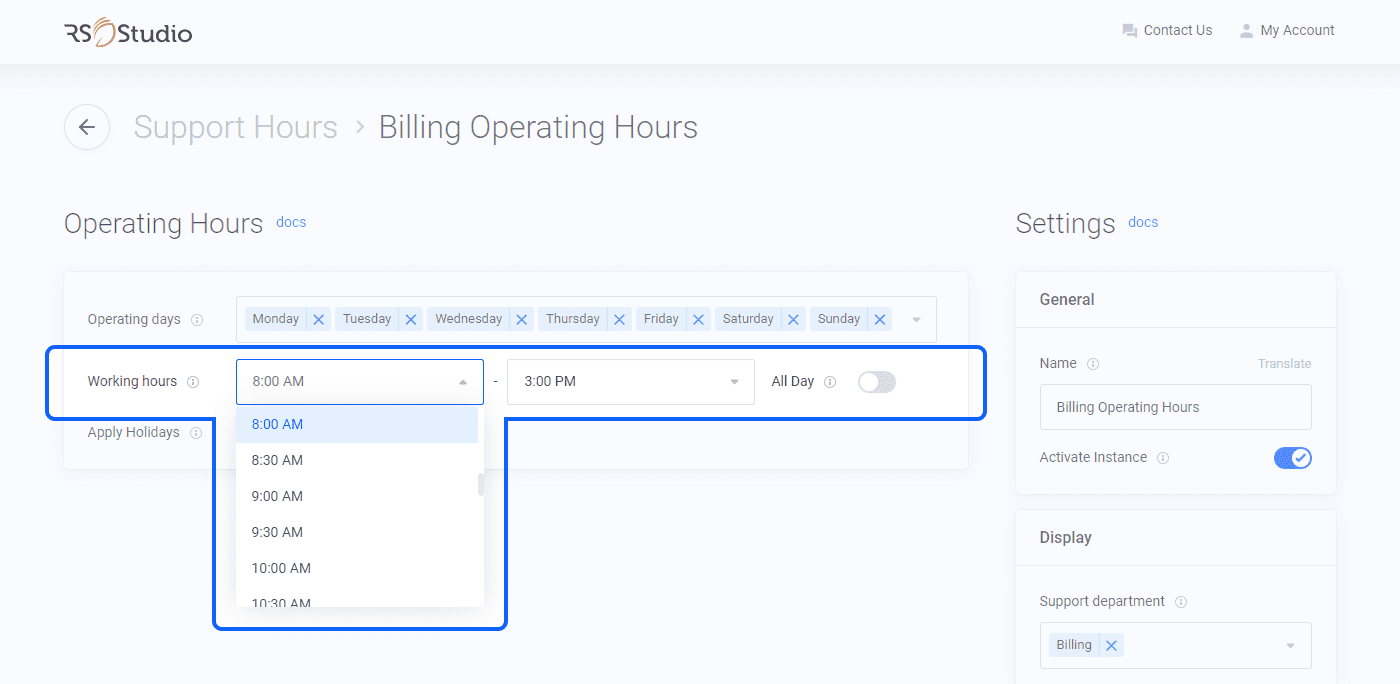 RS Studio
Contact Us My Account
Support Hours > Billing Operating Hours
Operating Hours docs
Settings docs
Operating days Monday Tuesday Wednesday Thursday Friday Saturday Sunday
Working hours 8:00 AM - 3:00 PM All Day
8:00 AM
Apply Holidays
8:30 AM
9:00 AM
9:30 AM
10:00 AM
10:30 AM
General
Name Translate
Billing Operating Hours
Activate Instance
Display
Support department
Billing